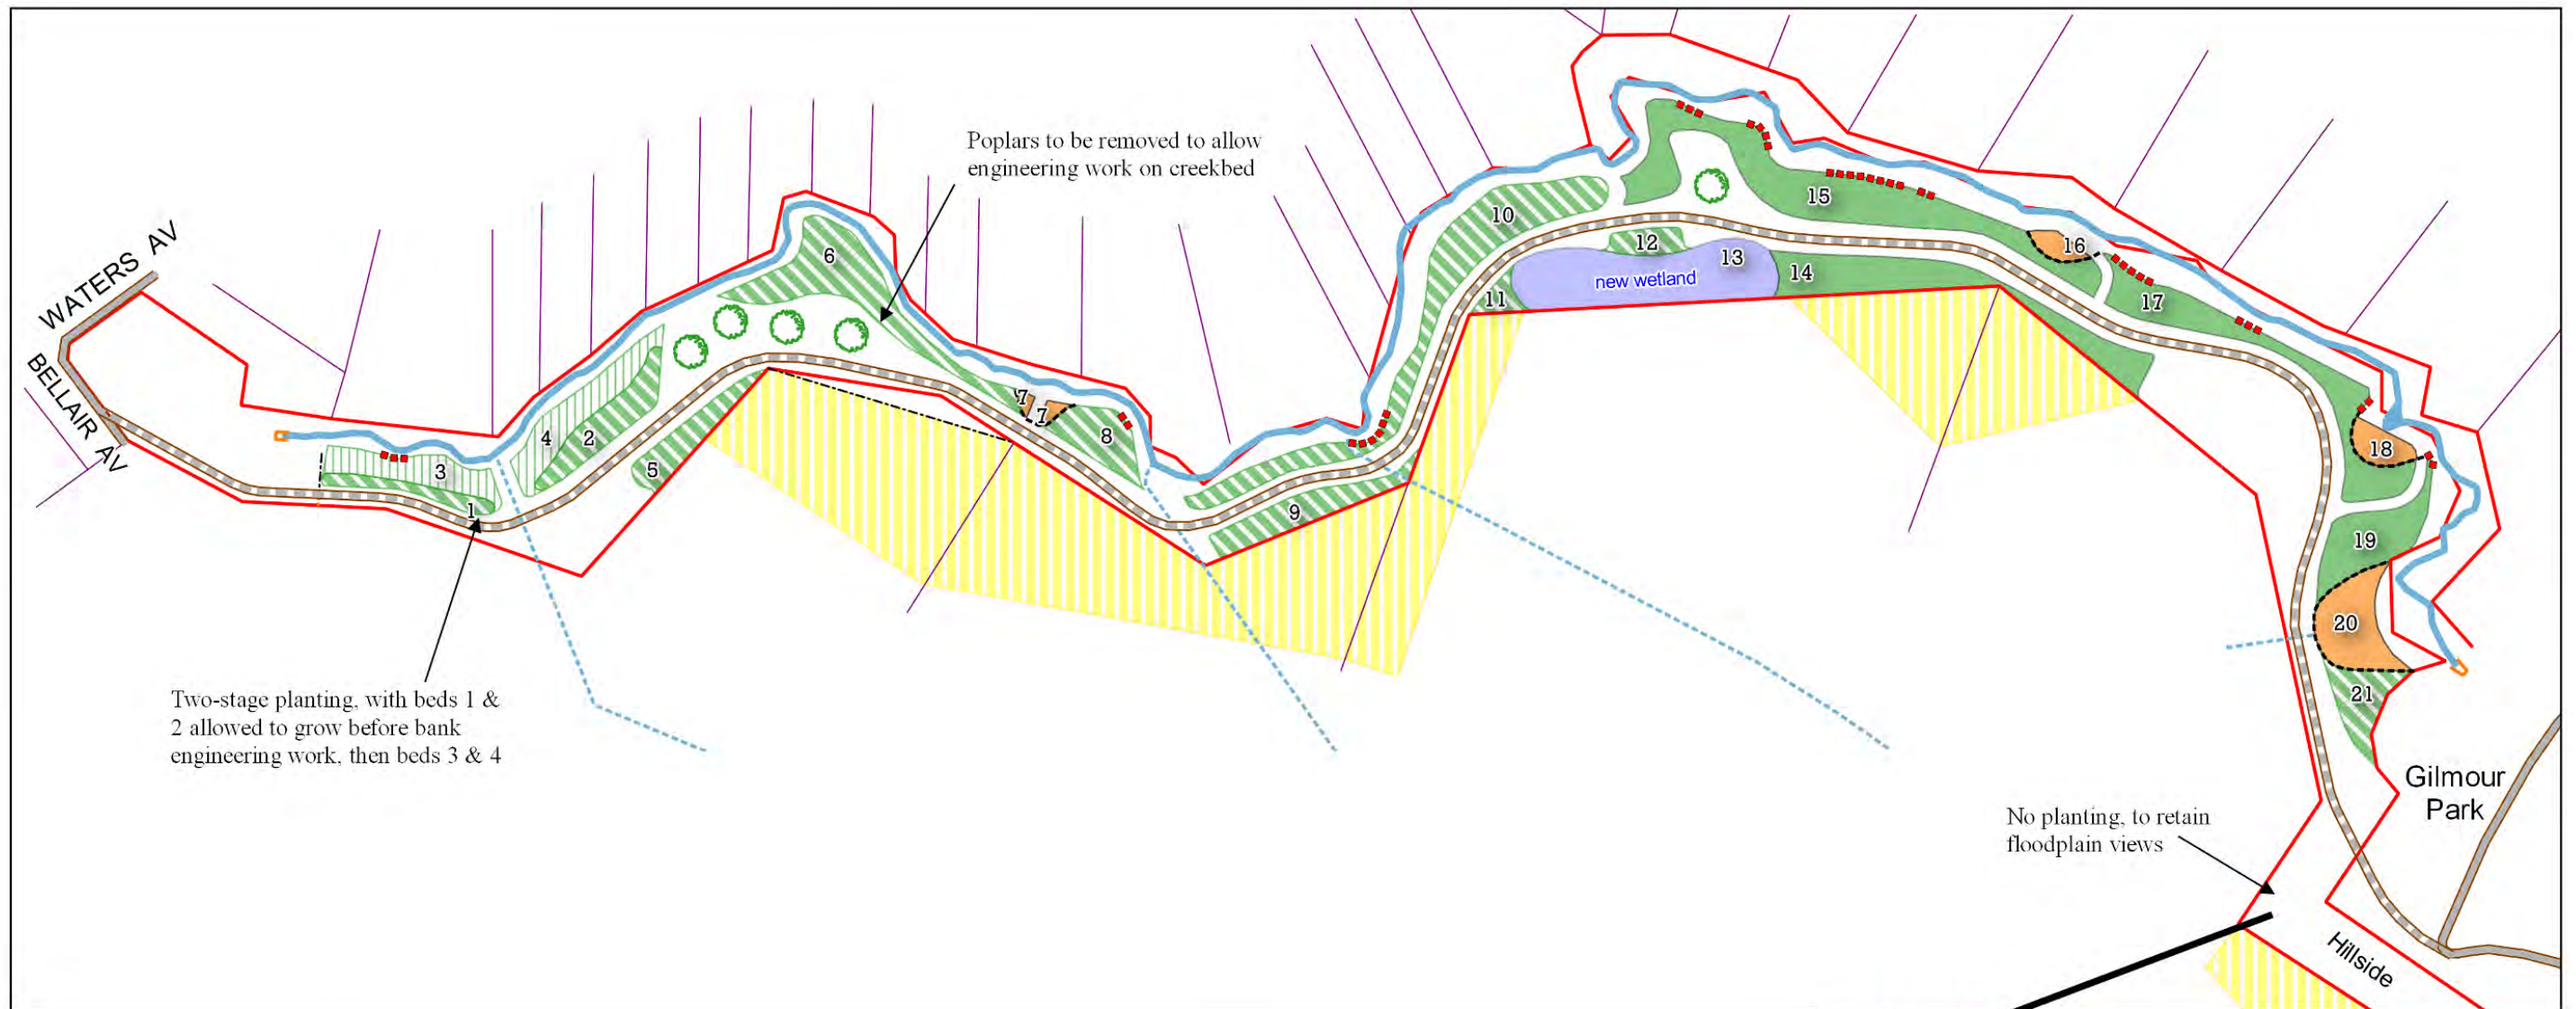 Poplars to be removed to allow
engineering work on creekbed
WATERS AV
BELLAIR AV
10
15
12
13
16
6
new wetland
14
11
17
7
7
4
2
8
3
5
18
1
9
19
20
21
Two-stage planting, with beds 1 &
2 allowed to grow before bank
engineering work, then beds 3 & 4
Gilmour
Park
No planting, to retain
floodplain views
Hillside